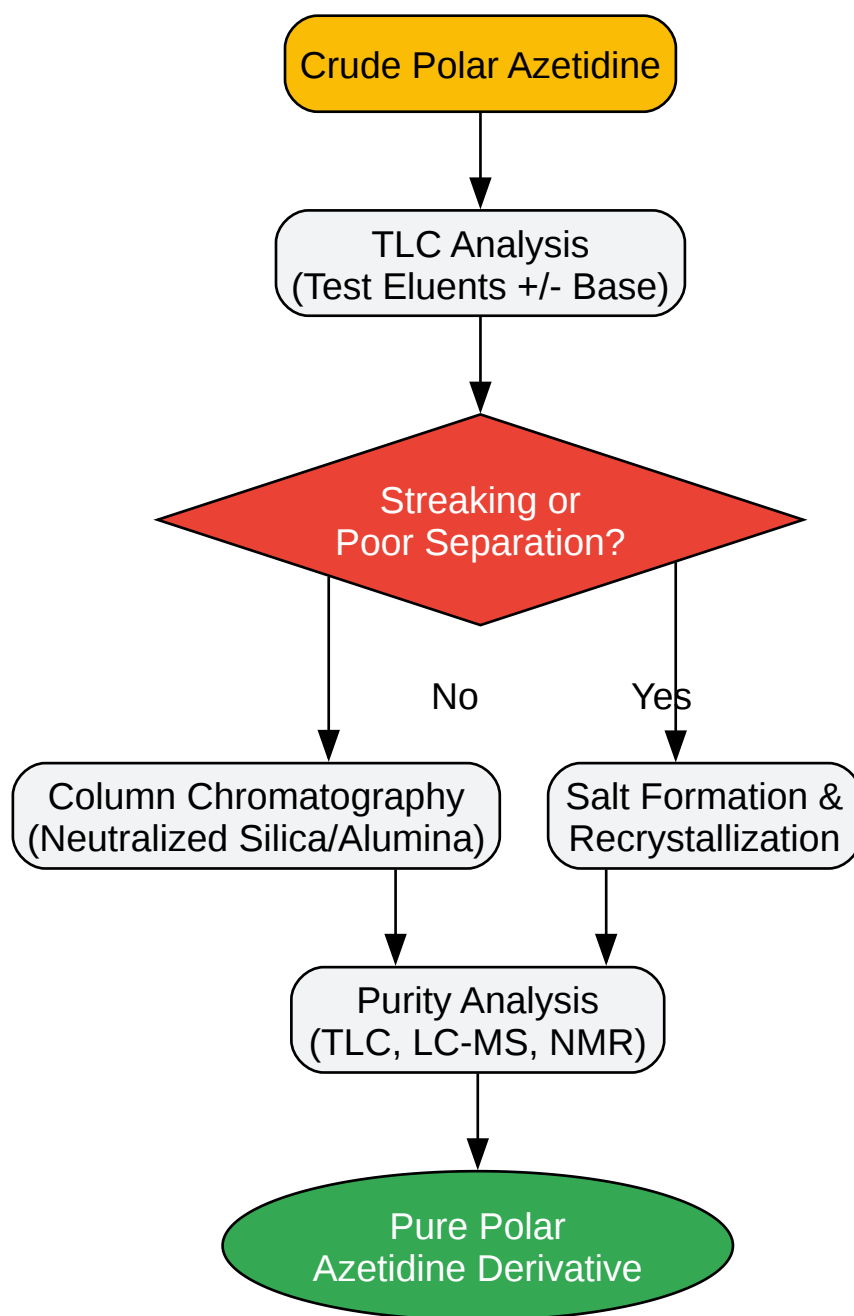 Crude Polar Azetidine
TLC Analysis
(Test Eluents +/- Base)
Streaking or
Poor Separation?
No
Yes
Column Chromatography
(Neutralized Silica/Alumina)
Salt Formation &
Recrystallization
Purity Analysis
(TLC, LC-MS, NMR)
Pure Polar
Azetidine Derivative